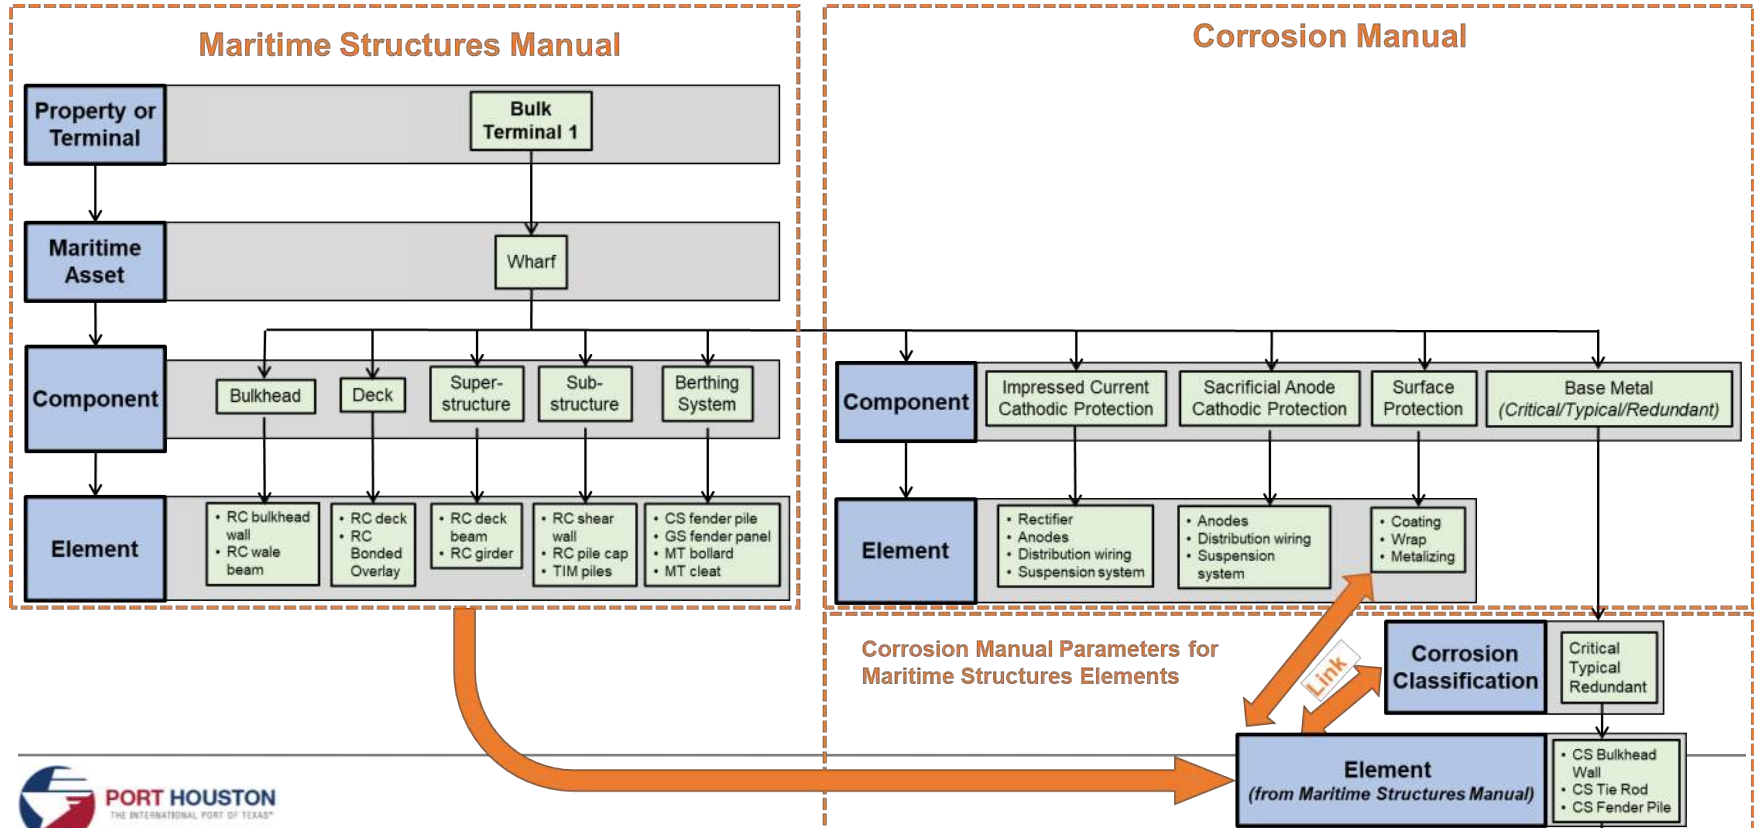 Maritime Structures Manual
Property or
Terminal
Bulk
Terminal 1
Maritime
Asset
Wharf
Component
Bulkhead
Deck
Super-
structure
Sub-
structure
Berthing
System
Element
• RC bulkhead
wall
• RC wale
beam
• RC deck
• RC
Bonded
Overlay
• RC deck
beam
• RC girder
• RC shear
wall
• RC pile cap
• TIM piles
• CS fender pile
• GS fender panel
• MT bollard
• MT cleat
Corrosion Manual
Component
Impressed Current
Cathodic Protection
Sacrificial Anode
Cathodic Protection
Surface
Protection
Base Metal
(Critical/Typical/Redundant)
Element
• Rectifier
• Anodes
• Distribution wiring
• Suspension system
• Anodes
• Distribution wiring
• Suspension
system
• Coating
• Wrap
• Metalizing
Corrosion Manual Parameters for
Maritime Structures Elements
Link
Corrosion
Classification
Critical
Typical
Redundant
Element
(from Maritime Structures Manual)
• CS Bulkhead
Wall
• CS Tie Rod
• CS Fender Pile
PORT HOUSTON
THE INTERNATIONAL PORT OF TEXAS™